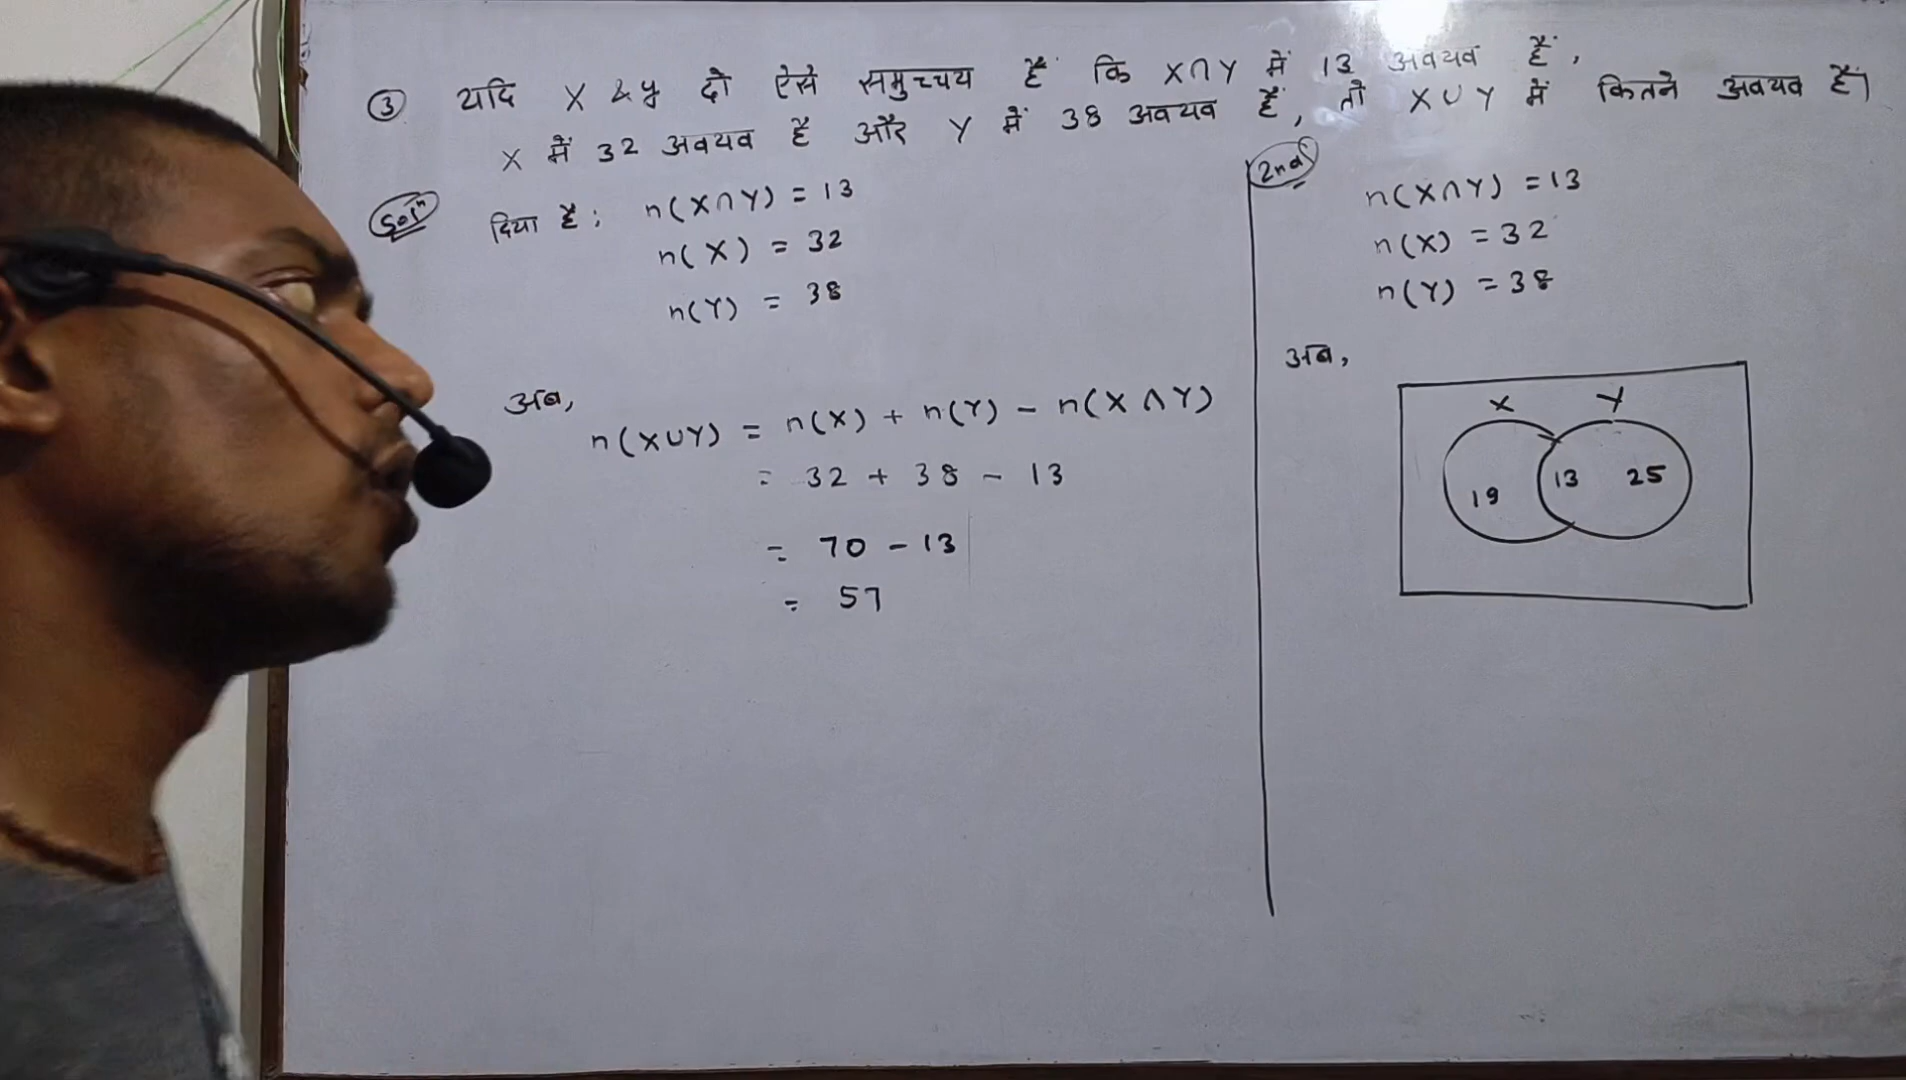 ③ यदि X & y दो ऐसे समुच्चय हैं कि X∩Y में 13 अवयव हैं,
X में 32 अवयव हैं और Y में 38 अवयव हैं, तो X∪Y में कितने अवयव हैं।
Solⁿ
दिया है; n(X∩Y) = 13
n(X) = 32
n(Y) = 38
अब,
n(X∪Y) = n(X) + n(Y) - n(X∩Y)
= 32 + 38 - 13
= 70 - 13
= 57
2nd
n(X∩Y) = 13
n(X) = 32
n(Y) = 38
अब,
X Y
19 13 25